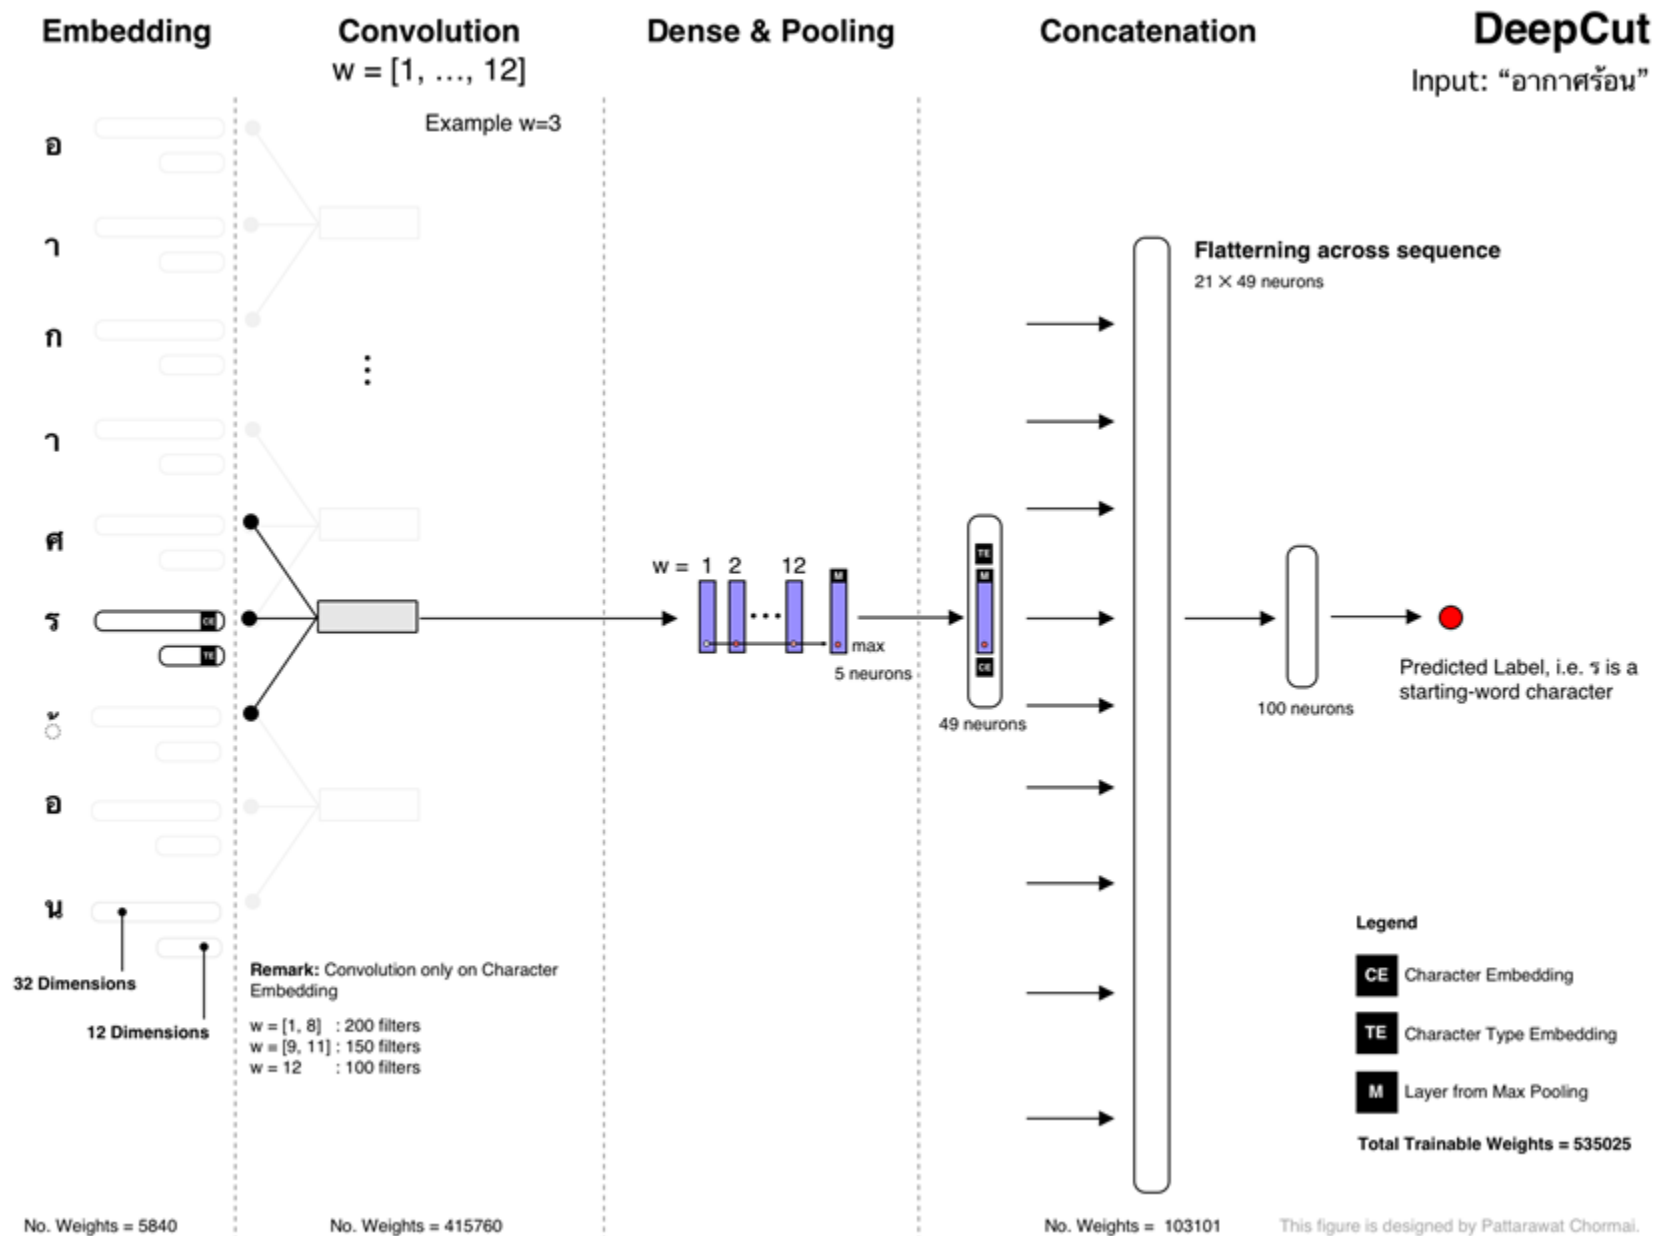 Embedding
Convolution
w = [1, …, 12]
Dense & Pooling
Concatenation
DeepCut
Input: “อากาศร้อน”
Example w=3
อ
า
ก
า
ศ
ร
้
อ
น
CE
TE
32 Dimensions
12 Dimensions
⋮
Remark: Convolution only on Character
Embedding
w = [1, 8] : 200 filters
w = [9, 11] : 150 filters
w = 12 : 100 filters
w = 1 2 12
...
M
max
5 neurons
TE
M
CE
49 neurons
Flatterning across sequence
21 × 49 neurons
100 neurons
Predicted Label, i.e. ร is a
starting-word character
Legend
CE Character Embedding
TE Character Type Embedding
M Layer from Max Pooling
Total Trainable Weights = 535025
No. Weights = 5840
No. Weights = 415760
No. Weights = 103101
This figure is designed by Pattarawat Chormai.